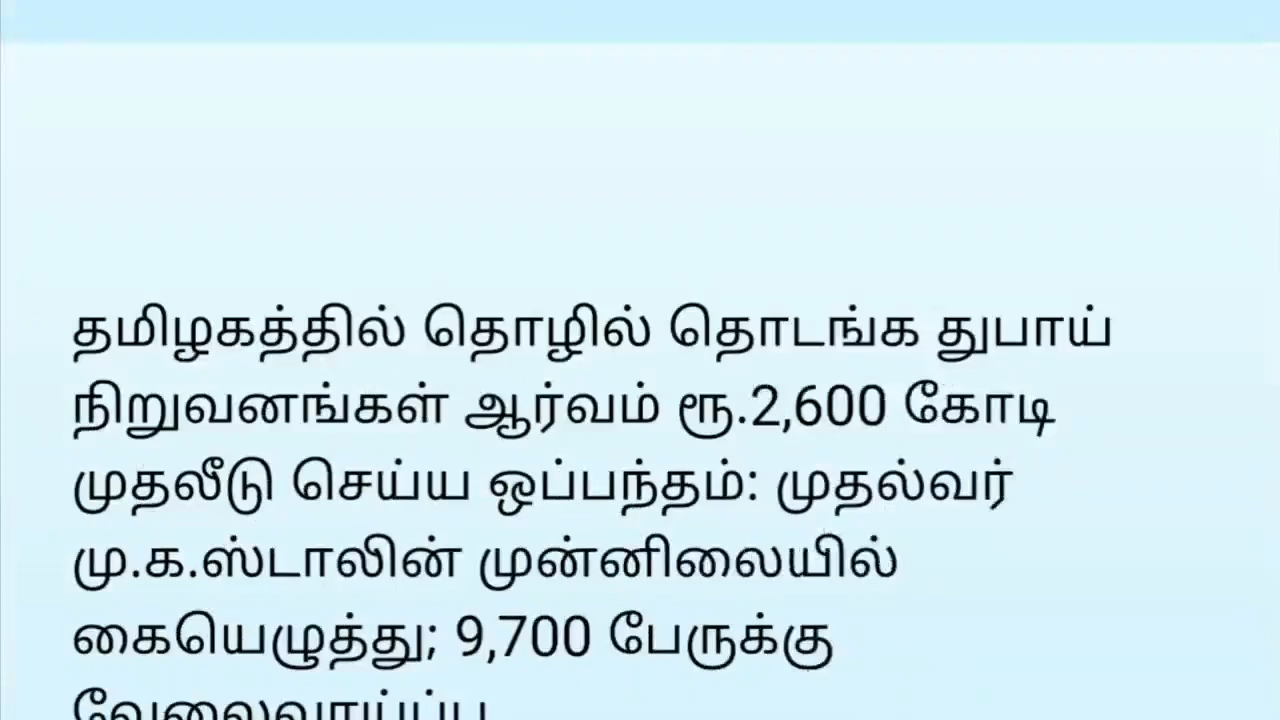 தமிழகத்தில் தொழில் தொடங்க துபாய்
நிறுவனங்கள் ஆர்வம் ரூ.2,600 கோடி
முதலீடு செய்ய ஒப்பந்தம்: முதல்வர்
மு.க.ஸ்டாலின் முன்னிலையில்
கையெழுத்து; 9,700 பேருக்கு
வேலைவாய்ப்பு